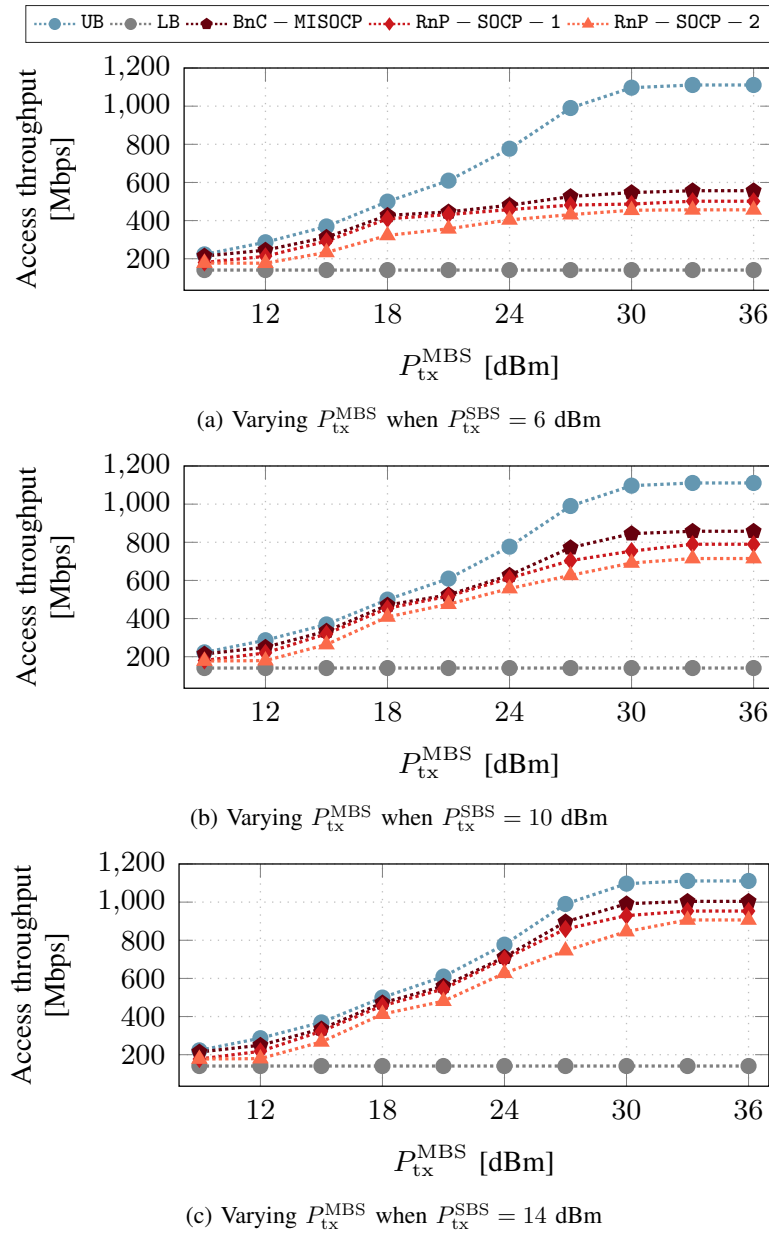 UB LB BnC − MISOCP RnP − SOCP − 1 RnP − SOCP − 2
1,200
1,000
800
600
400
200
Access throughput
[Mbps]
12 18 24 30 36
P_tx^MBS [dBm]
(a) Varying P_tx^MBS when P_tx^SBS = 6 dBm
1,200
1,000
800
600
400
200
Access throughput
[Mbps]
12 18 24 30 36
P_tx^MBS [dBm]
(b) Varying P_tx^MBS when P_tx^SBS = 10 dBm
1,200
1,000
800
600
400
200
Access throughput
[Mbps]
12 18 24 30 36
P_tx^MBS [dBm]
(c) Varying P_tx^MBS when P_tx^SBS = 14 dBm